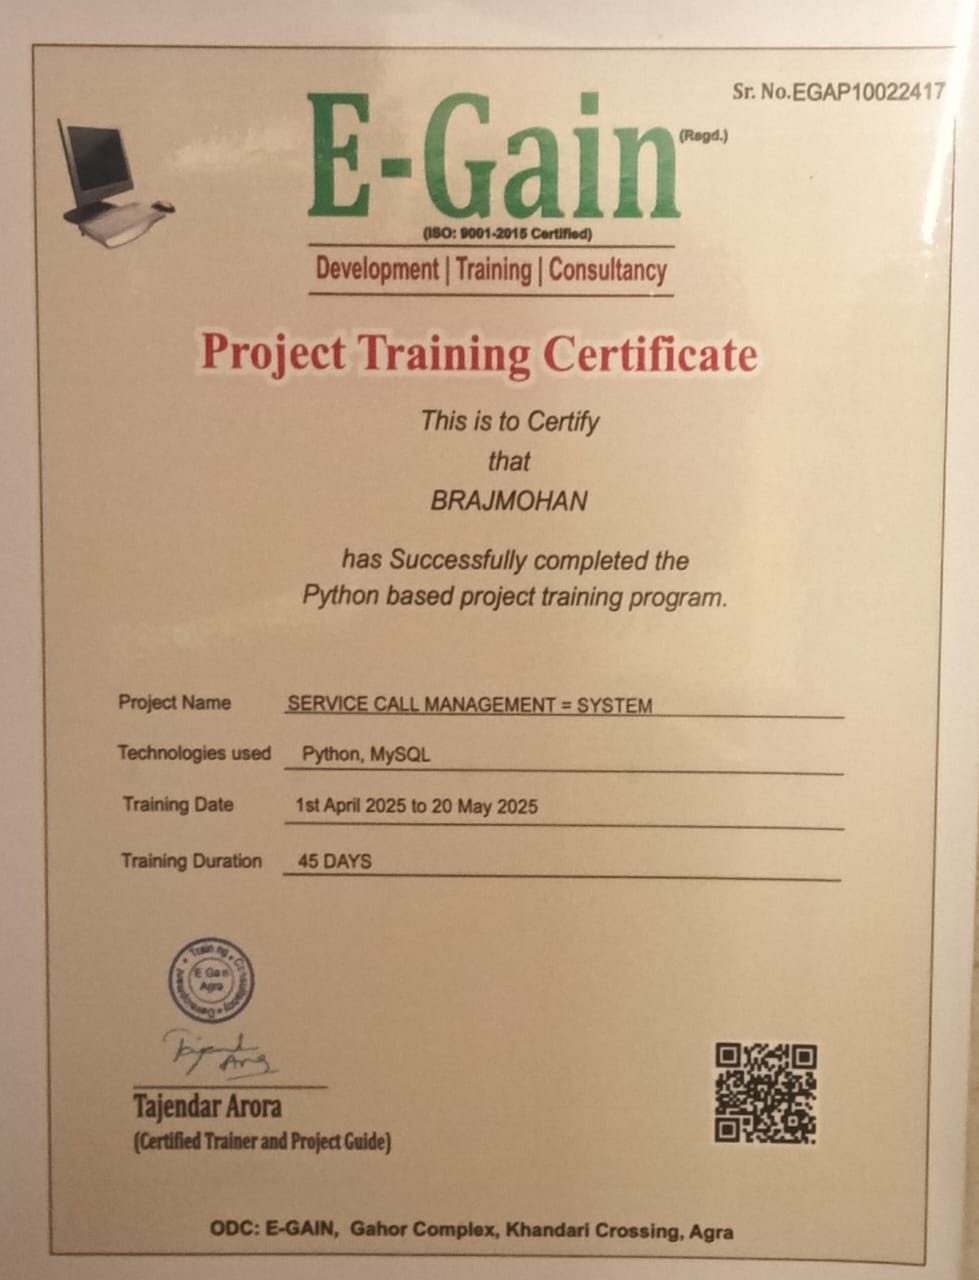 Sr. No.EGAP10022417
E-Gain
(Regd.)
(ISO: 9001-2015 Certified)
Development | Training | Consultancy
Project Training Certificate
This is to Certify
that
BRAJMOHAN
has Successfully completed the
Python based project training program.
Project Name SERVICE CALL MANAGEMENT = SYSTEM
Technologies used Python, MySQL
Training Date 1st April 2025 to 20 May 2025
Training Duration 45 DAYS
Training • Consultancy • Development •
E Gain
Agra
Tajendar Arora
(Certified Trainer and Project Guide)
ODC: E-GAIN, Gahor Complex, Khandari Crossing, Agra